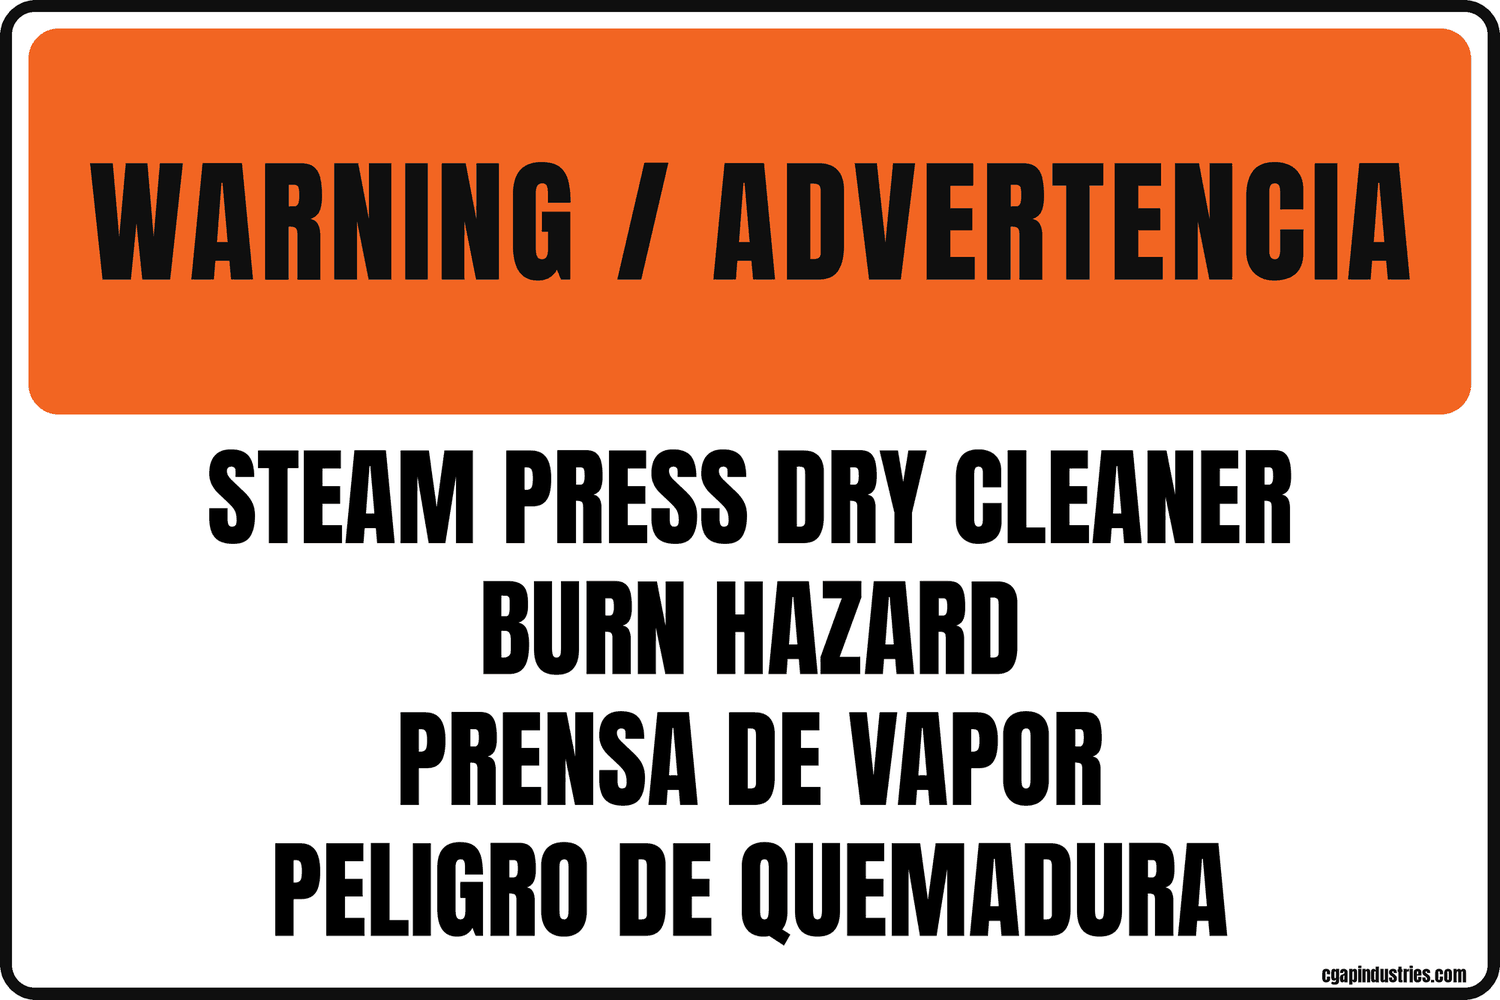 WARNING / ADVERTENCIA
STEAM PRESS DRY CLEANER
BURN HAZARD
PRENSA DE VAPOR
PELIGRO DE QUEMADURA
cgapindustries.com